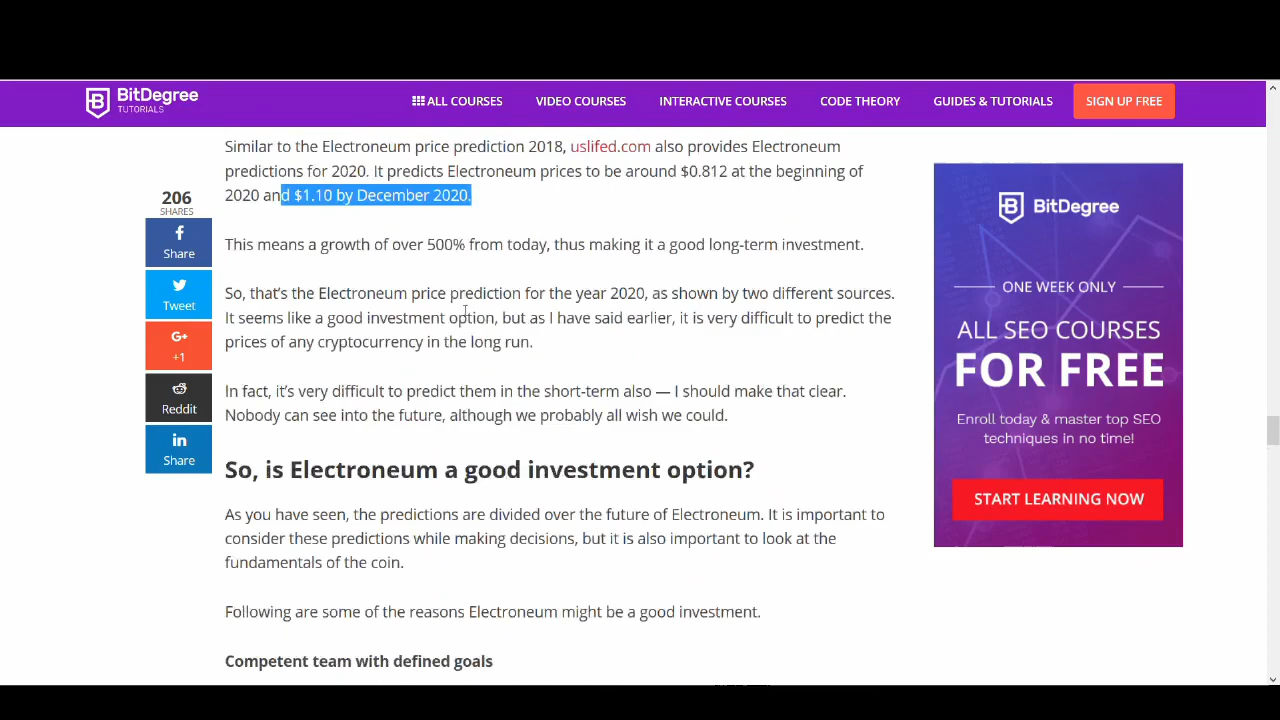 BitDegree
TUTORIALS
ALL COURSES
VIDEO COURSES
INTERACTIVE COURSES
CODE THEORY
GUIDES & TUTORIALS
SIGN UP FREE
206
SHARES
Share
Tweet
G+
+1
Reddit
in
Share
Similar to the Electroneum price prediction 2018, uslifed.com also provides Electroneum
predictions for 2020. It predicts Electroneum prices to be around $0.812 at the beginning of
2020 and $1.10 by December 2020.
This means a growth of over 500% from today, thus making it a good long-term investment.
So, that's the Electroneum price prediction for the year 2020, as shown by two different sources.
It seems like a good investment option, but as I have said earlier, it is very difficult to predict the
prices of any cryptocurrency in the long run.
In fact, it's very difficult to predict them in the short-term also — I should make that clear.
Nobody can see into the future, although we probably all wish we could.
So, is Electroneum a good investment option?
As you have seen, the predictions are divided over the future of Electroneum. It is important to
consider these predictions while making decisions, but it is also important to look at the
fundamentals of the coin.
Following are some of the reasons Electroneum might be a good investment.
Competent team with defined goals
BitDegree
ONE WEEK ONLY
ALL SEO COURSES
FOR FREE
Enroll today & master top SEO
techniques in no time!
START LEARNING NOW